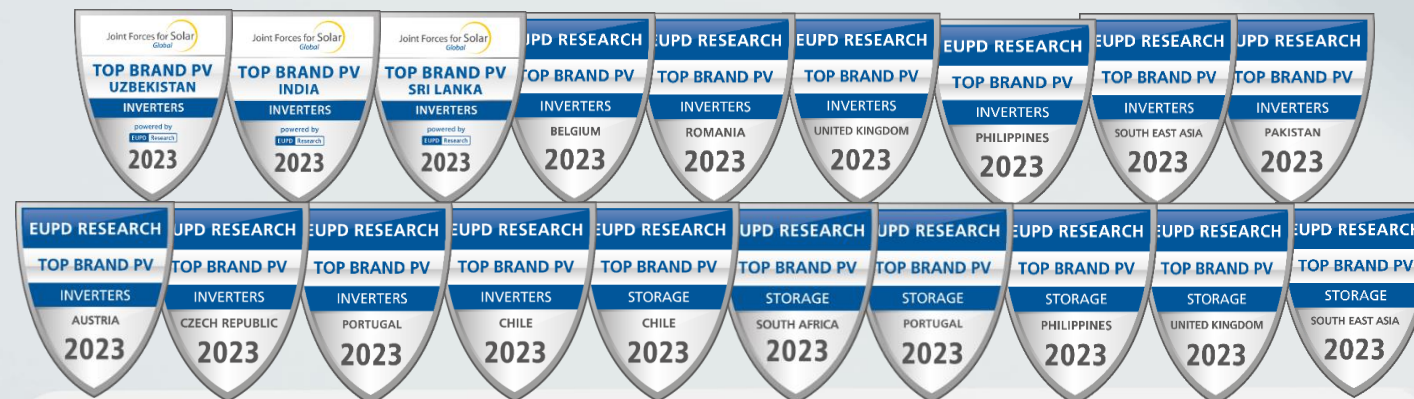 Joint Forces for Solar
Global
TOP BRAND PV
UZBEKISTAN
INVERTERS
powered by
EUPD Research
2023
Joint Forces for Solar
Global
TOP BRAND PV
INDIA
INVERTERS
powered by
EUPD Research
2023
Joint Forces for Solar
Global
TOP BRAND PV
SRI LANKA
INVERTERS
powered by
EUPD Research
2023
UPD RESEARCH
TOP BRAND PV
INVERTERS
BELGIUM
2023
EUPD RESEARCH
TOP BRAND PV
INVERTERS
ROMANIA
2023
EUPD RESEARCH
TOP BRAND PV
INVERTERS
UNITED KINGDOM
2023
EUPD RESEARCH
TOP BRAND PV
INVERTERS
PHILIPPINES
2023
EUPD RESEARCH
TOP BRAND PV
INVERTERS
SOUTH EAST ASIA
2023
UPD RESEARCH
TOP BRAND PV
INVERTERS
PAKISTAN
2023
EUPD RESEARCH
TOP BRAND PV
INVERTERS
AUSTRIA
2023
UPD RESEARCH
TOP BRAND PV
INVERTERS
CZECH REPUBLIC
2023
EUPD RESEARCH
TOP BRAND PV
INVERTERS
PORTUGAL
2023
EUPD RESEARCH
TOP BRAND PV
INVERTERS
CHILE
2023
EUPD RESEARCH
TOP BRAND PV
STORAGE
CHILE
2023
EUPD RESEARCH
TOP BRAND PV
STORAGE
SOUTH AFRICA
2023
UPD RESEARCH
TOP BRAND PV
STORAGE
PORTUGAL
2023
EUPD RESEARCH
TOP BRAND PV
STORAGE
PHILIPPINES
2023
EUPD RESEARCH
TOP BRAND PV
STORAGE
UNITED KINGDOM
2023
EUPD RESEARCH
TOP BRAND PV
STORAGE
SOUTH EAST ASIA
2023